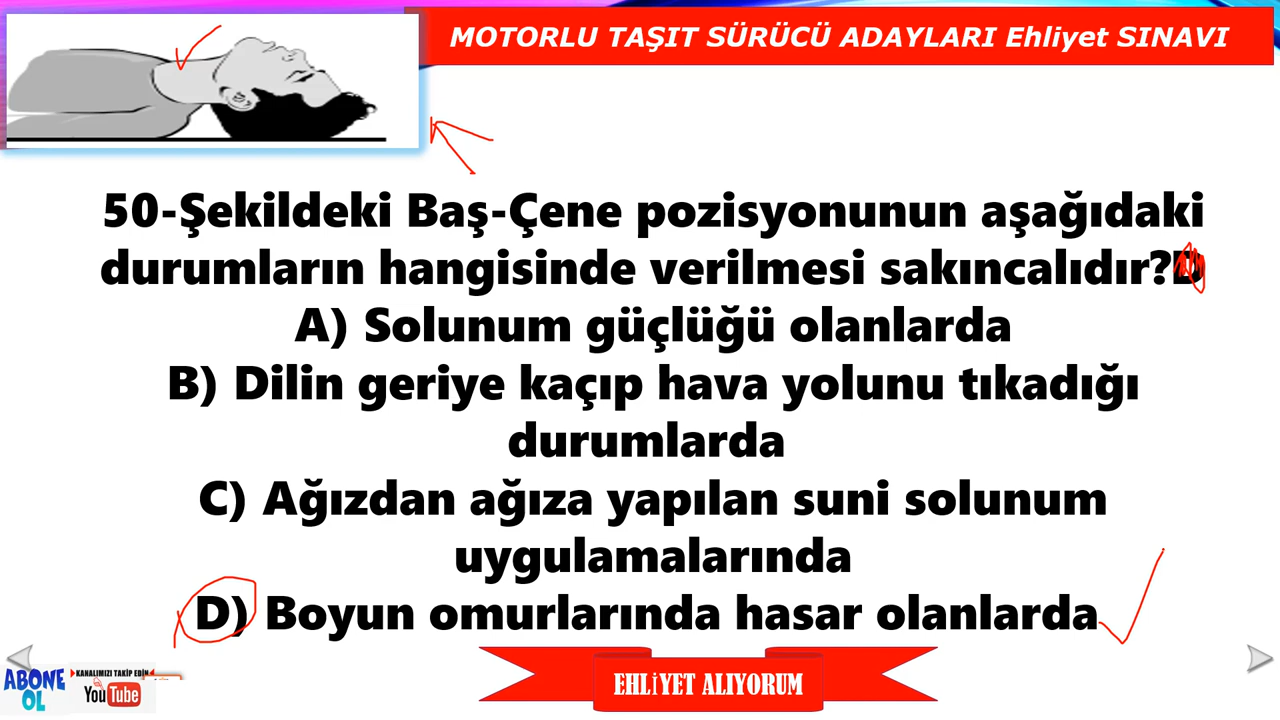 MOTORLU TAŞIT SÜRÜCÜ ADAYLARI Ehliyet SINAVI
50-Şekildeki Baş-Çene pozisyonunun aşağıdaki
durumların hangisinde verilmesi sakıncalıdır?
A) Solunum güçlüğü olanlarda
B) Dilin geriye kaçıp hava yolunu tıkadığı
durumlarda
C) Ağızdan ağıza yapılan suni solunum
uygulamalarında
D) Boyun omurlarında hasar olanlarda
ABONE
OL
KANALIMIZI TAKİP EDİN
YouTube
EHLİYET ALIYORUM